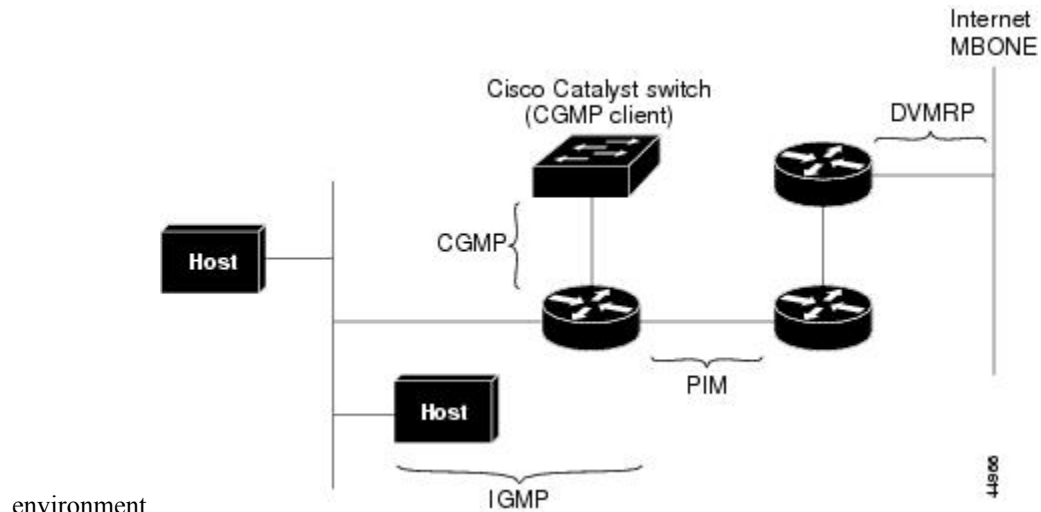 Internet
MBONE
Cisco Catalyst switch
(CGMP client)
DVMRP
CGMP
Host
PIM
Host
IGMP
44966
environment